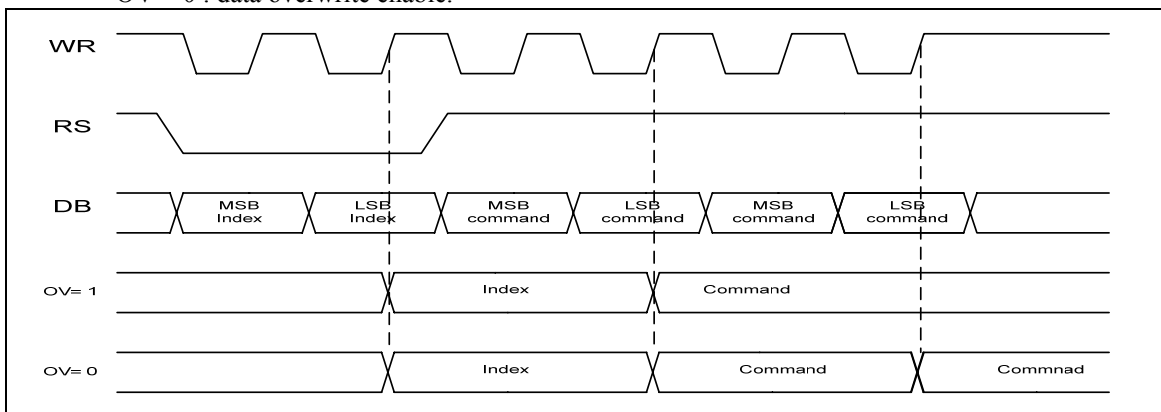 OV = 0 : data overwrite enable.
WR
RS
DB
MSB Index
LSB Index
MSB command
LSB command
MSB command
LSB command
OV= 1
Index
Command
OV= 0
Index
Command
Commnad